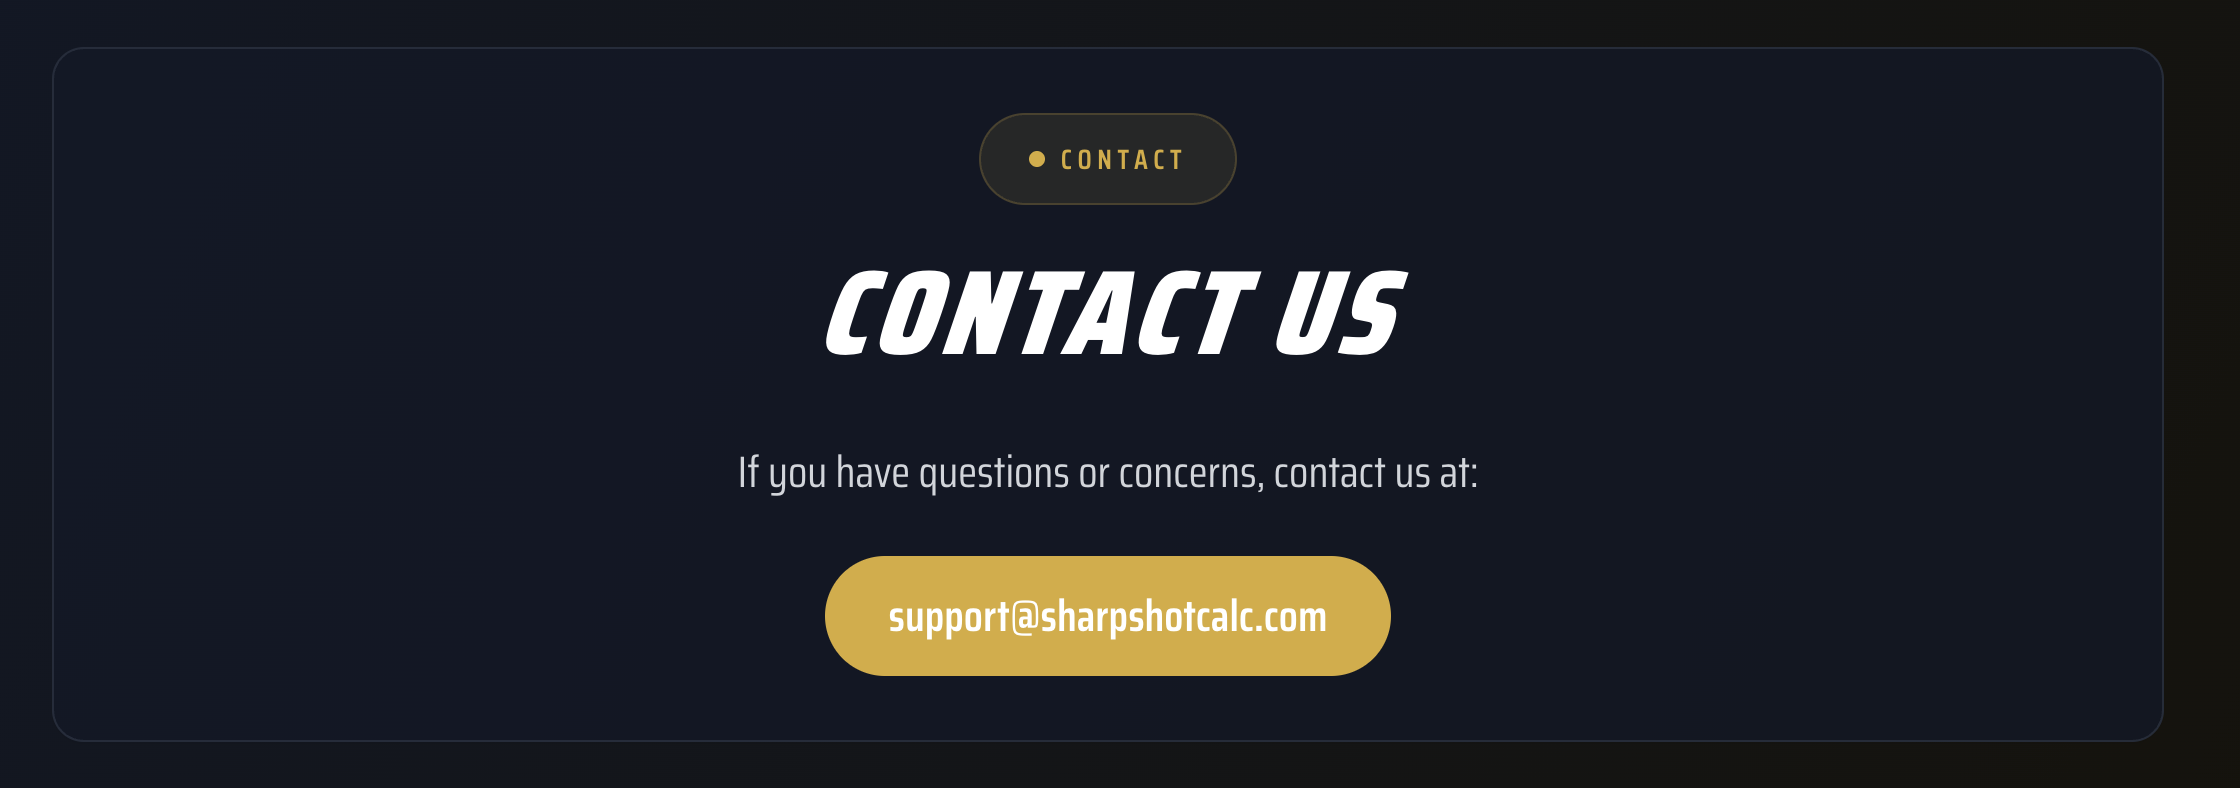 CONTACT
CONTACT US
If you have questions or concerns, contact us at:
support@sharpshotcalc.com